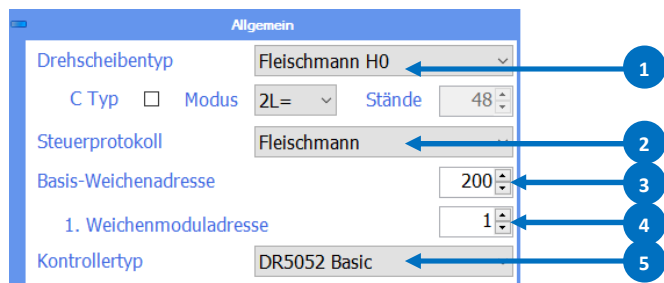 Allgemein
Drehscheibentyp Fleischmann H0 1
C Typ Modus 2L= Stände 48
Steuerprotokoll Fleischmann 2
Basis-Weichenadresse 200 3
1. Weichenmoduladresse 1 4
Kontrollertyp DR5052 Basic 5